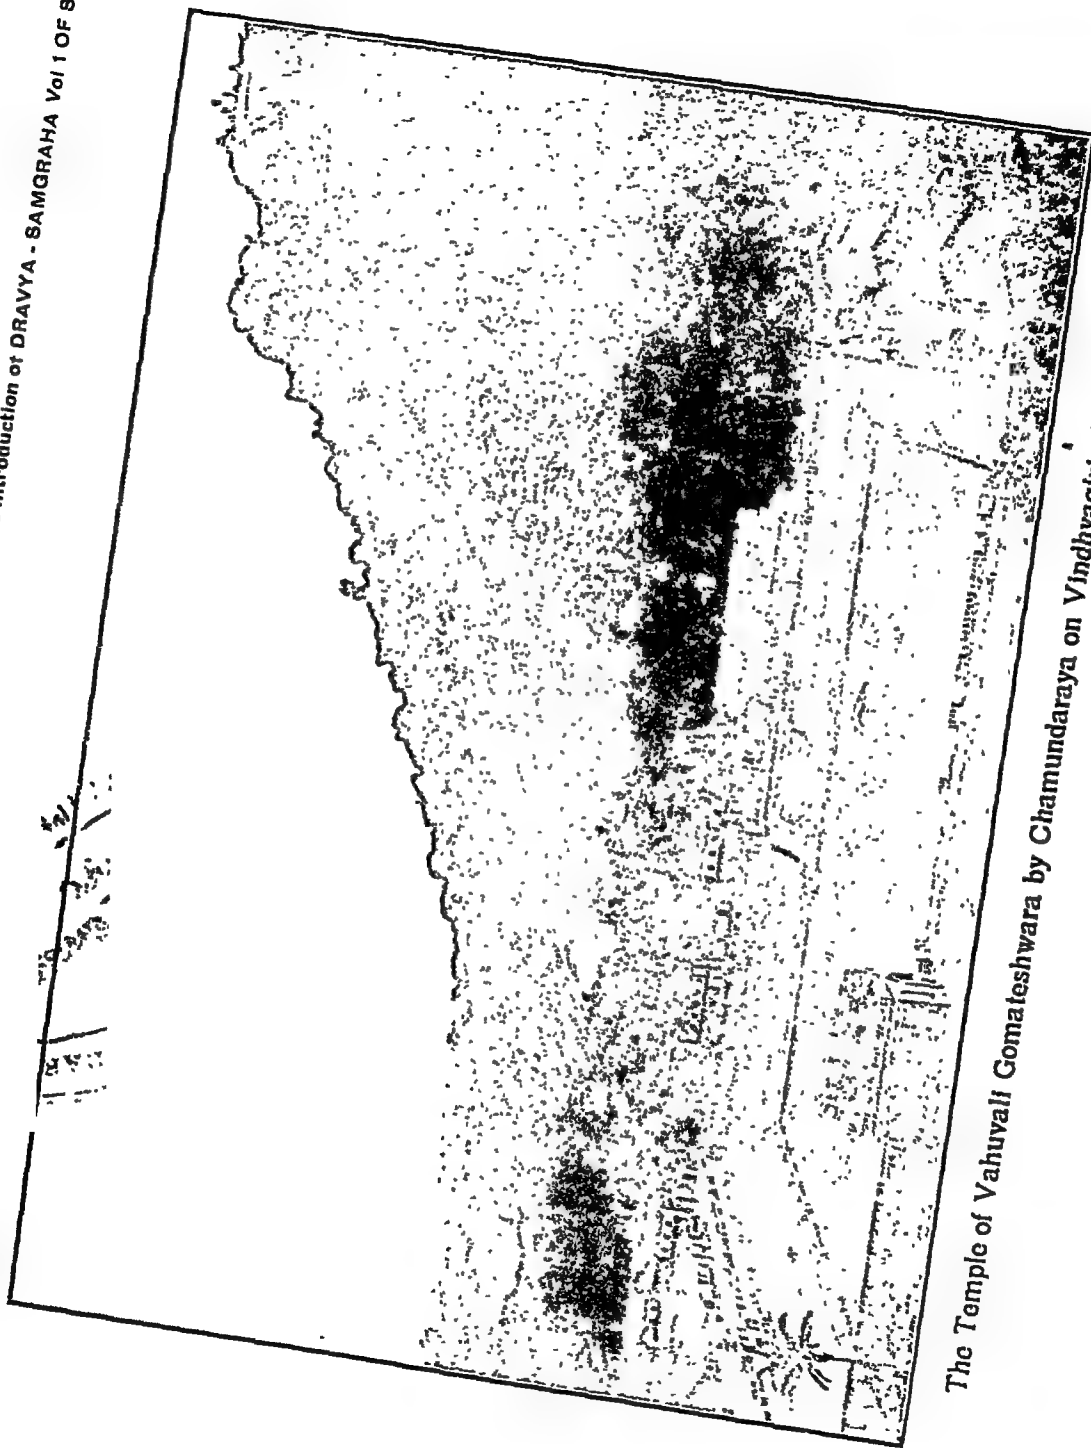 Introduction of DRAVYA - SAMGRAHA Vol 1 OF
The Temple of Vahuvali Gomateshwara by Chamundaraya on